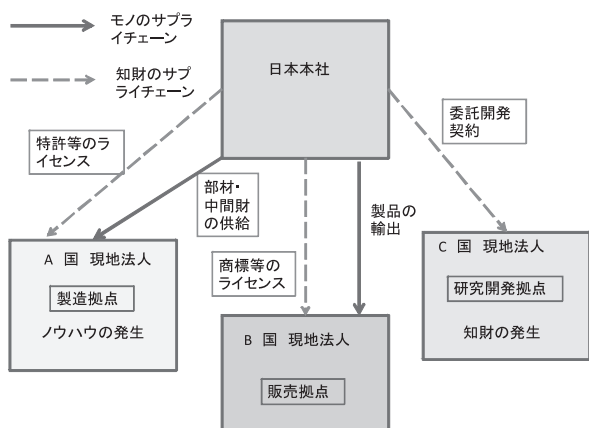 モノのサプラ
イチェーン
知財のサプ
ライチェーン
日本本社
委託開発
契約
特許等のラ
イセンス
部材・
中間財
の供給
製品の
輸出
商標等の
ライセンス
A 国 現地法人
製造拠点
ノウハウの発生
B 国 現地法人
販売拠点
C 国 現地法人
研究開発拠点
知財の発生